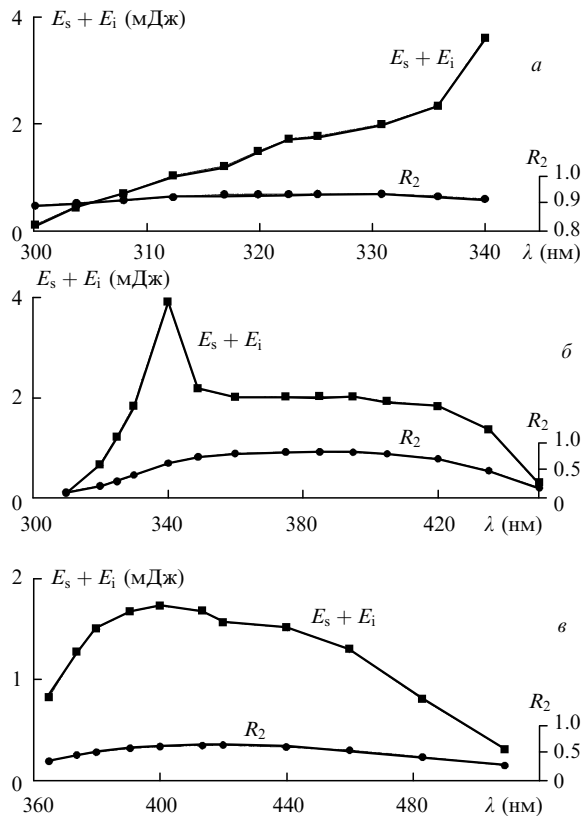 4 E_s + E_i (мДж)
E_s + E_i
а
2
R_2
R_2
1.0
0.9
0
0.8
300 310 320 330 340 λ (нм)
E_s + E_i (мДж)
4
E_s + E_i
б
2
R_2
R_2
1.0
0.5
0
0
300 340 380 420 λ (нм)
2 E_s + E_i (мДж)
E_s + E_i
в
1
R_2
R_2
1.0
0.5
0
0
360 400 440 480 λ (нм)